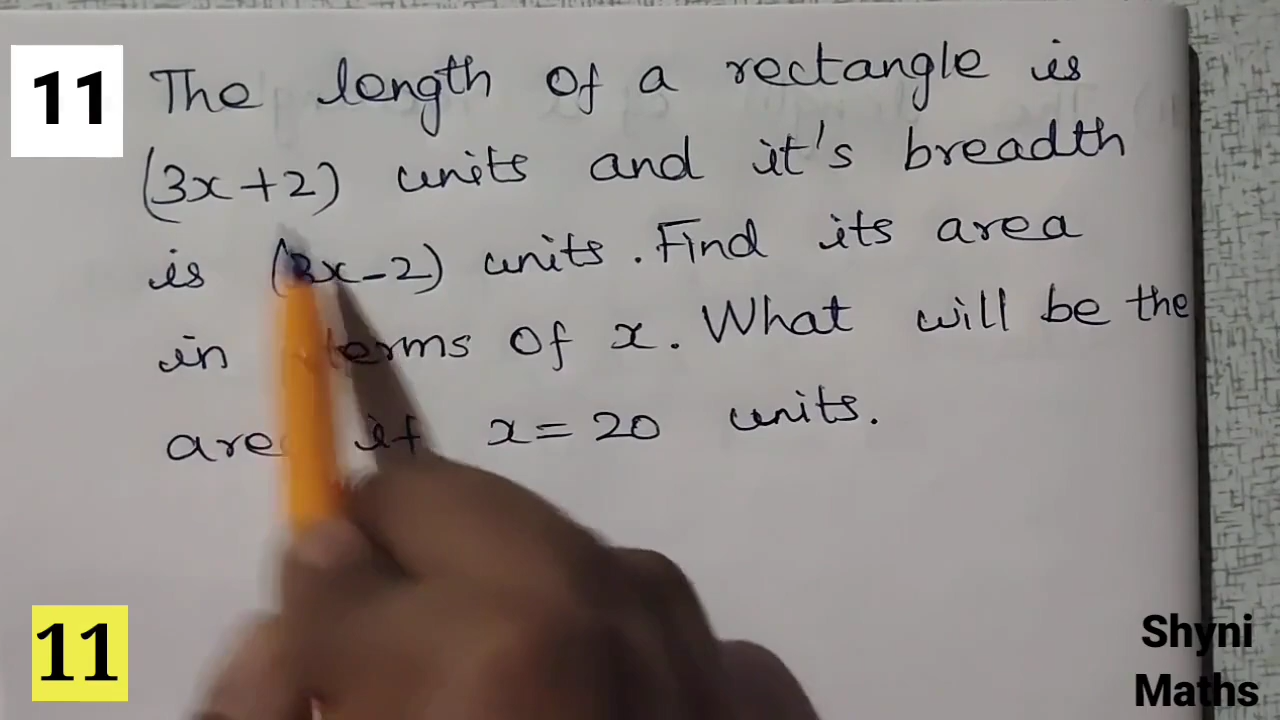 11
The length of a rectangle is
(3x+2) units and it's breadth
is (3x-2) units. Find its area
in terms of x. What will be the
area if x=20 units.
11
Shyni
Maths